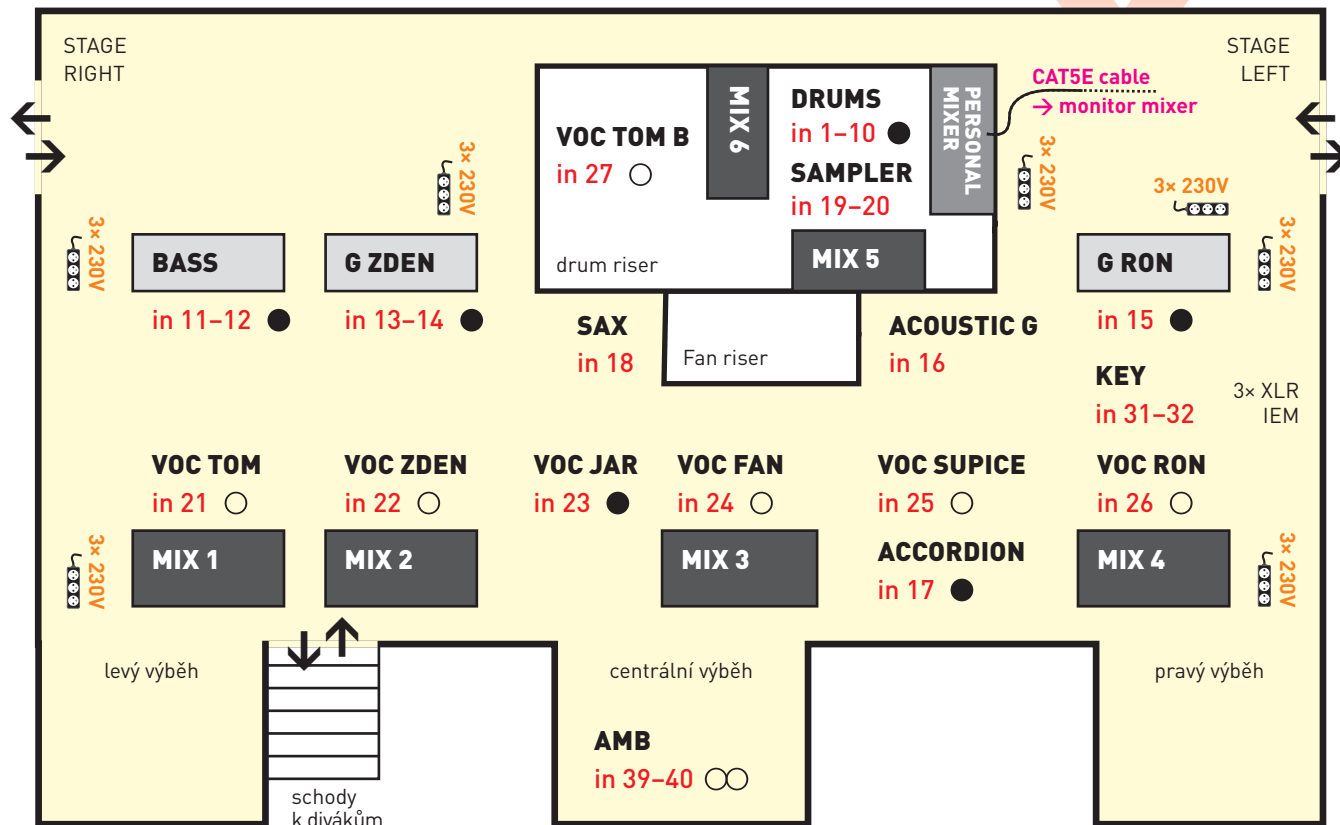 STAGE
RIGHT
STAGE
LEFT
CAT5E cable
→ monitor mixer
MIX 6
DRUMS
in 1–10
PERSONAL
MIXER
VOC TOM B
in 27
SAMPLER
in 19–20
3× 230V
3× 230V
3× 230V
3× 230V
3× 230V
BASS
G ZDEN
drum riser
MIX 5
G RON
in 11–12
in 13–14
SAX
in 18
Fan riser
ACOUSTIC G
in 16
in 15
KEY
in 31–32
3× XLR
IEM
VOC TOM
in 21
VOC ZDEN
in 22
VOC JAR
in 23
VOC FAN
in 24
VOC SUPICE
in 25
VOC RON
in 26
3× 230V
MIX 1
MIX 2
MIX 3
ACCORDION
in 17
MIX 4
3× 230V
levý výběh
centrální výběh
pravý výběh
AMB
in 39–40
schody
k divákům